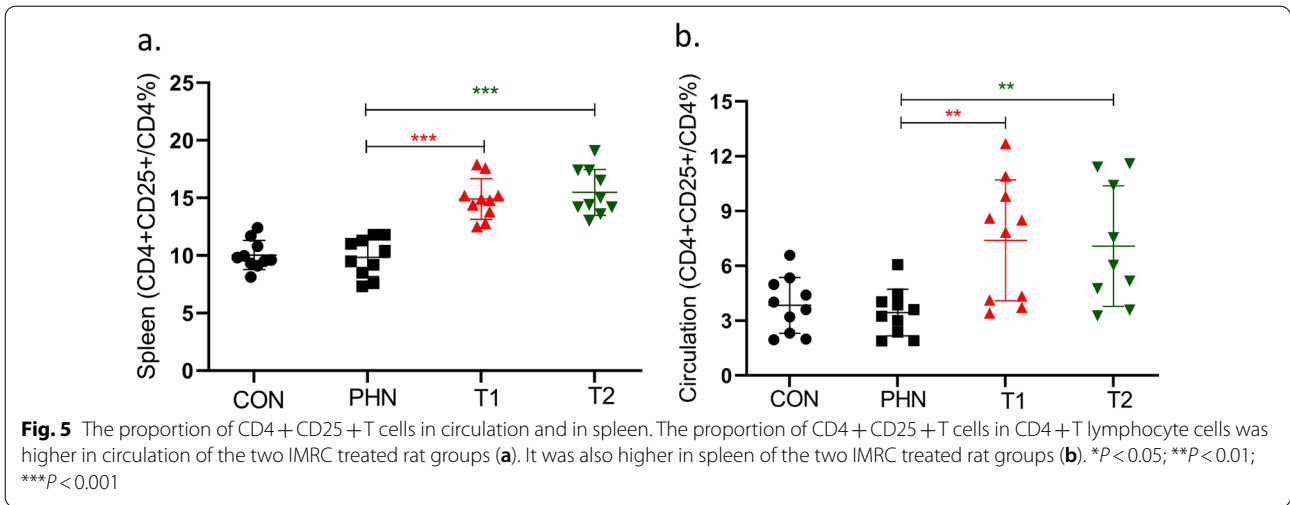 a.
Spleen (CD4+CD25+/CD4%)
25
20
15
10
5
0
***
***
CON PHN T1 T2
b.
Circulation (CD4+CD25+/CD4%)
15
12
9
6
3
0
**
**
CON PHN T1 T2
Fig. 5 The proportion of CD4+CD25+T cells in circulation and in spleen. The proportion of CD4+CD25+T cells in CD4+T lymphocyte cells was
higher in circulation of the two IMRC treated rat groups (a). It was also higher in spleen of the two IMRC treated rat groups (b). *P<0.05; **P<0.01;
***P<0.001